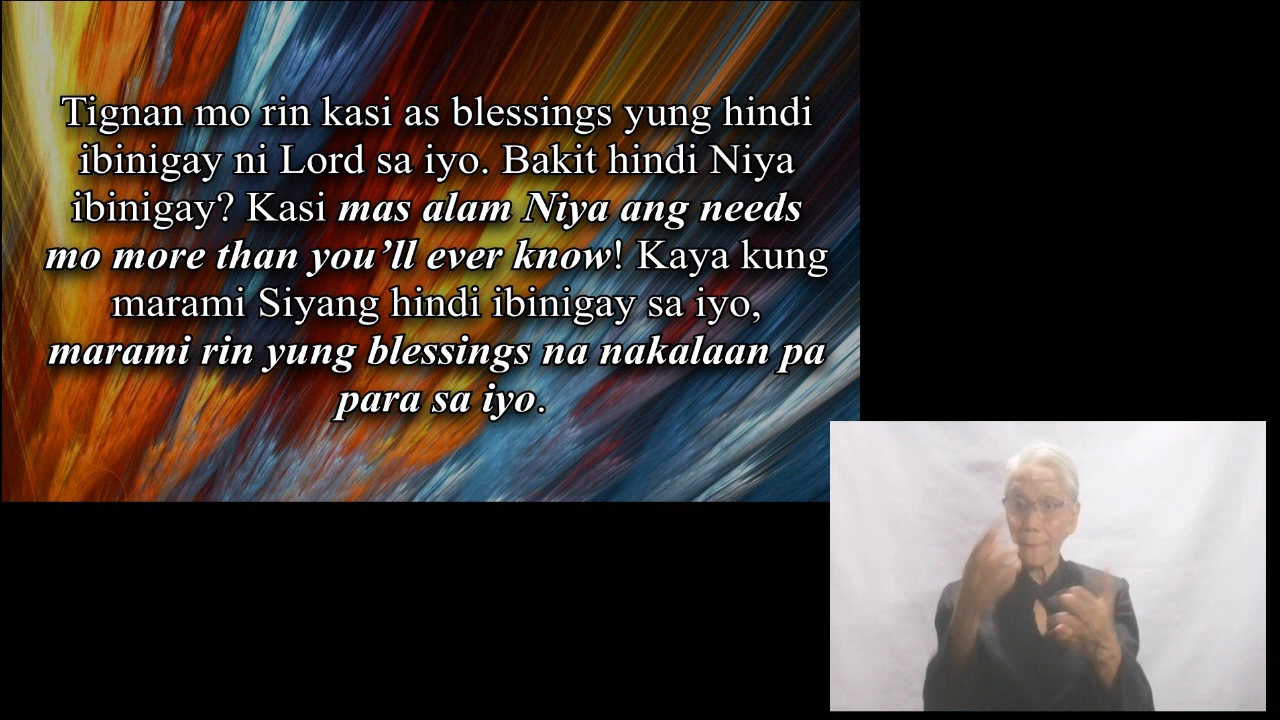 Tignan mo rin kasi as blessings yung hindi
ibinigay ni Lord sa iyo. Bakit hindi Niya
ibinigay? Kasi mas alam Niya ang needs
mo more than you’ll ever know! Kaya kung
marami Siyang hindi ibinigay sa iyo,
marami rin yung blessings na nakalaan pa
para sa iyo.